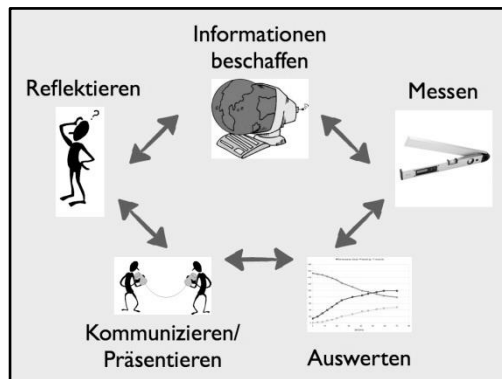 Informationen
beschaffen
Reflektieren
Messen
?
Kommunizieren/
Präsentieren
Auswerten